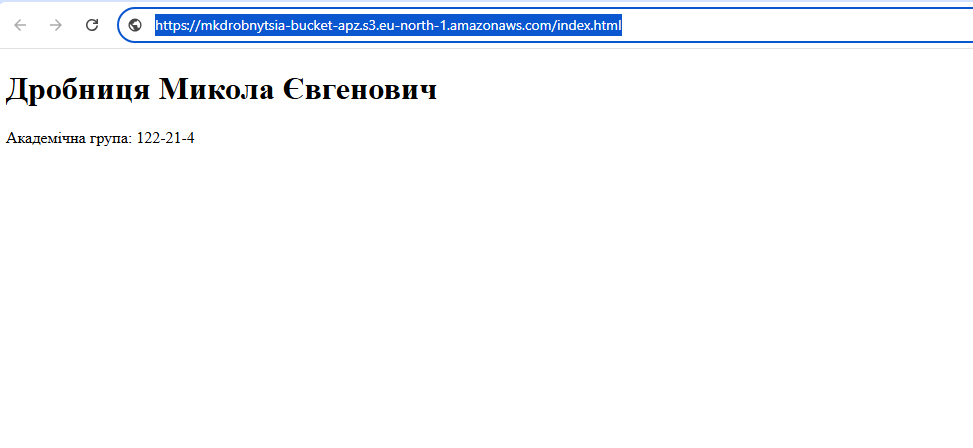 https://mkdrobnytsia-bucket-apz.s3.eu-north-1.amazonaws.com/index.html
Дробниця Микола Євгенович
Академічна група: 122-21-4